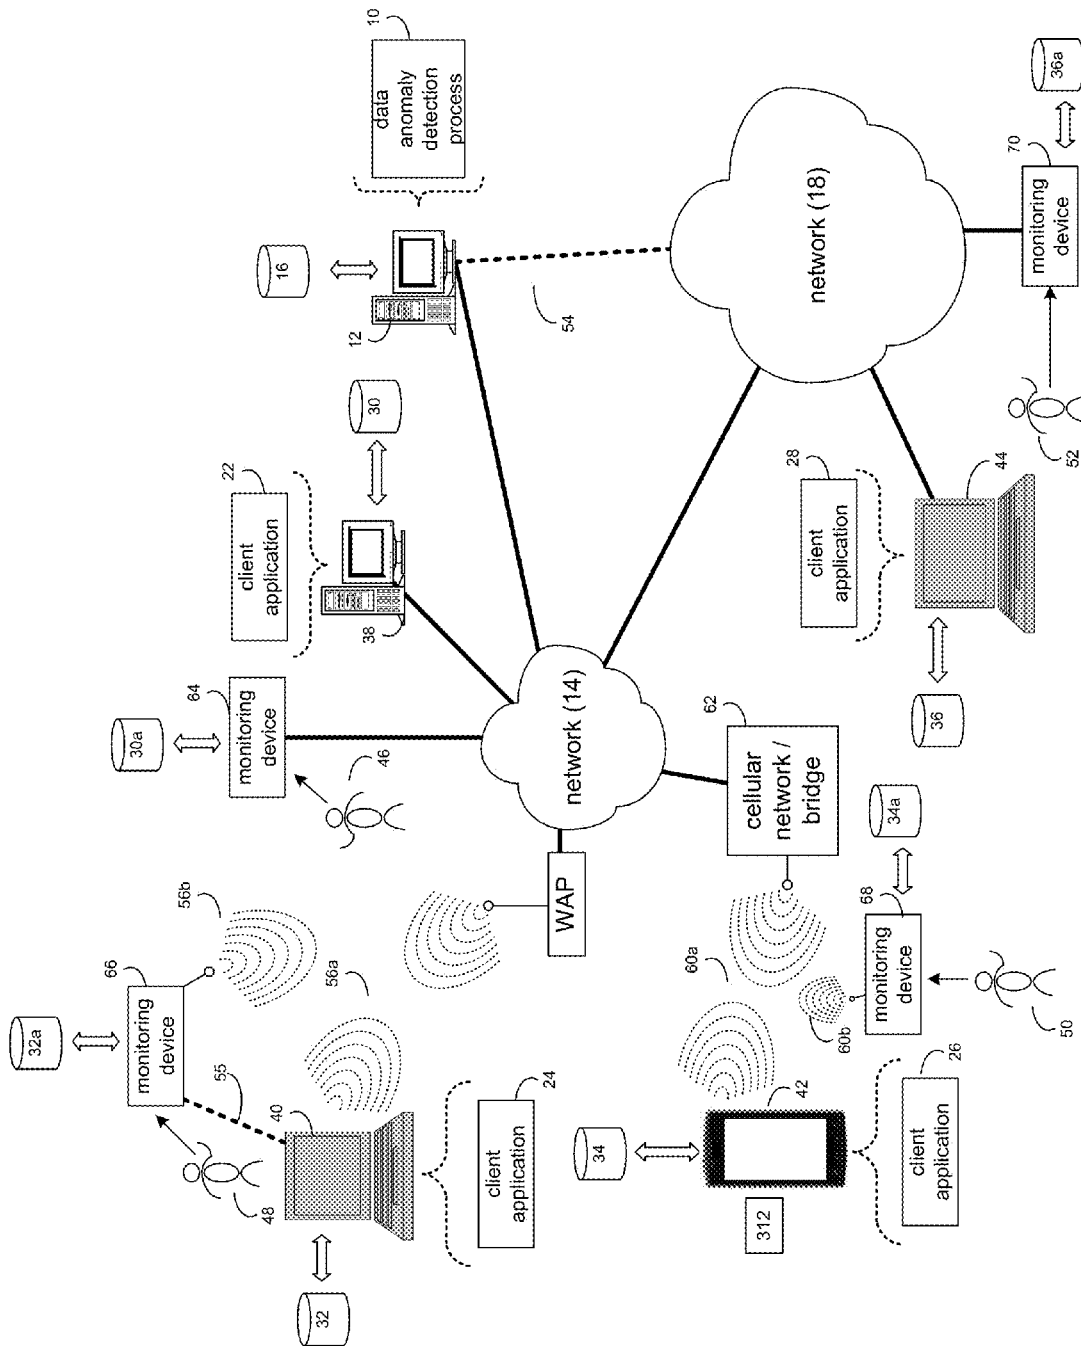 32a
30a
66
64
monitoring
device
monitoring
device
56b
55
48
40
56a
46
22
client
application
16
10
32
38
12
30
data
anomaly
detection
process
24
client
application
WAP
network (14)
54
34
60a
62
cellular
network /
bridge
312
42
60b
28
client
application
network (18)
34a
68
monitoring
device
26
client
application
36
44
50
52
70
monitoring
device
36a